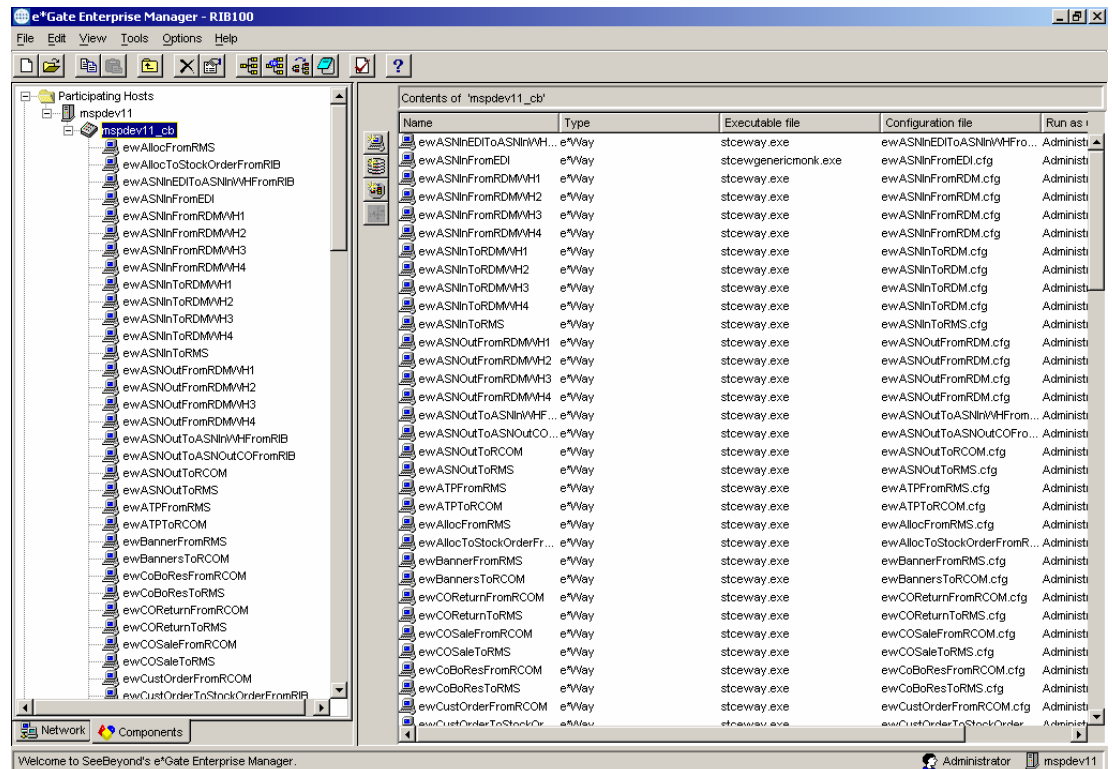 e*Gate Enterprise Manager - RIB100
File Edit View Tools Options Help
Participating Hosts
mspdev11
mspdev11_cb
ewAllocFromRMS
ewAllocToStockOrderFromRIB
ewASNInEDIToASNInWHFromRIB
ewASNInFromEDI
ewASNInFromRDMWH1
ewASNInFromRDMWH2
ewASNInFromRDMWH3
ewASNInFromRDMWH4
ewASNInToRDMWH1
ewASNInToRDMWH2
ewASNInToRDMWH3
ewASNInToRDMWH4
ewASNInToRMS
ewASNOutFromRDMWH1
ewASNOutFromRDMWH2
ewASNOutFromRDMWH3
ewASNOutFromRDMWH4
ewASNOutToASNInWHFromRIB
ewASNOutToASNOutCOFromRIB
ewASNOutToRCOM
ewASNOutToRMS
ewATPFromRMS
ewATPToRCOM
ewBannerFromRMS
ewBannersToRCOM
ewCoBoResFromRCOM
ewCoBoResToRMS
ewCOReturnFromRCOM
ewCOReturnToRMS
ewCOSaleFromRCOM
ewCOSaleToRMS
ewCustOrderFromRCOM
ewCustOrderToStockOrderFromRIB
Network Components
Contents of 'mspdev11_cb'
Name Type Executable file Configuration file Run as
ewASNInEDIToASNInWH... e*Way stceway.exe ewASNInEDIToASNInWHFro... Administ
ewASNInFromEDI e*Way stcewgenericmonk.exe ewASNInFromEDI.cfg Administ
ewASNInFromRDMWH1 e*Way stceway.exe ewASNInFromRDM.cfg Administ
ewASNInFromRDMWH2 e*Way stceway.exe ewASNInFromRDM.cfg Administ
ewASNInFromRDMWH3 e*Way stceway.exe ewASNInFromRDM.cfg Administ
ewASNInFromRDMWH4 e*Way stceway.exe ewASNInFromRDM.cfg Administ
ewASNInToRDMWH1 e*Way stceway.exe ewASNInToRDM.cfg Administ
ewASNInToRDMWH2 e*Way stceway.exe ewASNInToRDM.cfg Administ
ewASNInToRDMWH3 e*Way stceway.exe ewASNInToRDM.cfg Administ
ewASNInToRDMWH4 e*Way stceway.exe ewASNInToRDM.cfg Administ
ewASNInToRMS e*Way stceway.exe ewASNInToRMS.cfg Administ
ewASNOutFromRDMWH1 e*Way stceway.exe ewASNOutFromRDM.cfg Administ
ewASNOutFromRDMWH2 e*Way stceway.exe ewASNOutFromRDM.cfg Administ
ewASNOutFromRDMWH3 e*Way stceway.exe ewASNOutFromRDM.cfg Administ
ewASNOutFromRDMWH4 e*Way stceway.exe ewASNOutFromRDM.cfg Administ
ewASNOutToASNInWHF... e*Way stceway.exe ewASNOutToASNInWHFrom... Administ
ewASNOutToASNOutCO... e*Way stceway.exe ewASNOutToASNOutCOFro... Administ
ewASNOutToRCOM e*Way stceway.exe ewASNOutToRCOM.cfg Administ
ewASNOutToRMS e*Way stceway.exe ewASNOutToRMS.cfg Administ
ewATPFromRMS e*Way stceway.exe ewATPFromRMS.cfg Administ
ewATPToRCOM e*Way stceway.exe ewATPToRCOM.cfg Administ
ewAllocFromRMS e*Way stceway.exe ewAllocFromRMS.cfg Administ
ewAllocToStockOrderFr... e*Way stceway.exe ewAllocToStockOrderFromR... Administ
ewBannerFromRMS e*Way stceway.exe ewBannerFromRMS.cfg Administ
ewBannersToRCOM e*Way stceway.exe ewBannersToRCOM.cfg Administ
ewCOReturnFromRCOM e*Way stceway.exe ewCOReturnFromRCOM.cfg Administ
ewCOReturnToRMS e*Way stceway.exe ewCOReturnToRMS.cfg Administ
ewCOSaleFromRCOM e*Way stceway.exe ewCOSaleFromRCOM.cfg Administ
ewCOSaleToRMS e*Way stceway.exe ewCOSaleToRMS.cfg Administ
ewCoBoResFromRCOM e*Way stceway.exe ewCoBoResFromRCOM.cfg Administ
ewCoBoResToRMS e*Way stceway.exe ewCoBoResToRMS.cfg Administ
ewCustOrderFromRCOM e*Way stceway.exe ewCustOrderFromRCOM.cfg Administ
ewCustOrderToStockOr... e*Way stceway.exe ewCustOrderToStockOrder... Administ
Welcome to SeeBeyond's e*Gate Enterprise Manager. Administrator mspdev11